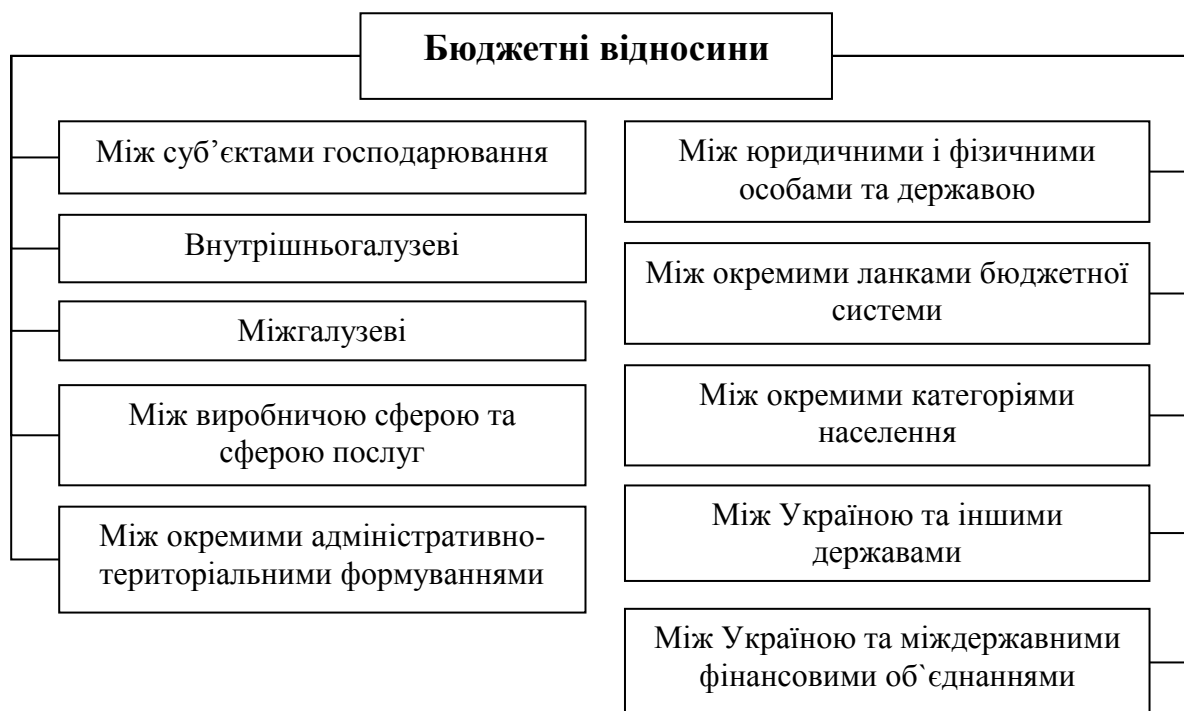 Бюджетні відносини
Між суб’єктами господарювання
Внутрішньогалузеві
Міжгалузеві
Між виробничою сферою та
сферою послуг
Між окремими адміністративно-
територіальними формуваннями
Між юридичними і фізичними
особами та державою
Між окремими ланками бюджетної
системи
Між окремими категоріями
населення
Між Україною та іншими
державами
Між Україною та міждержавними
фінансовими об`єднаннями